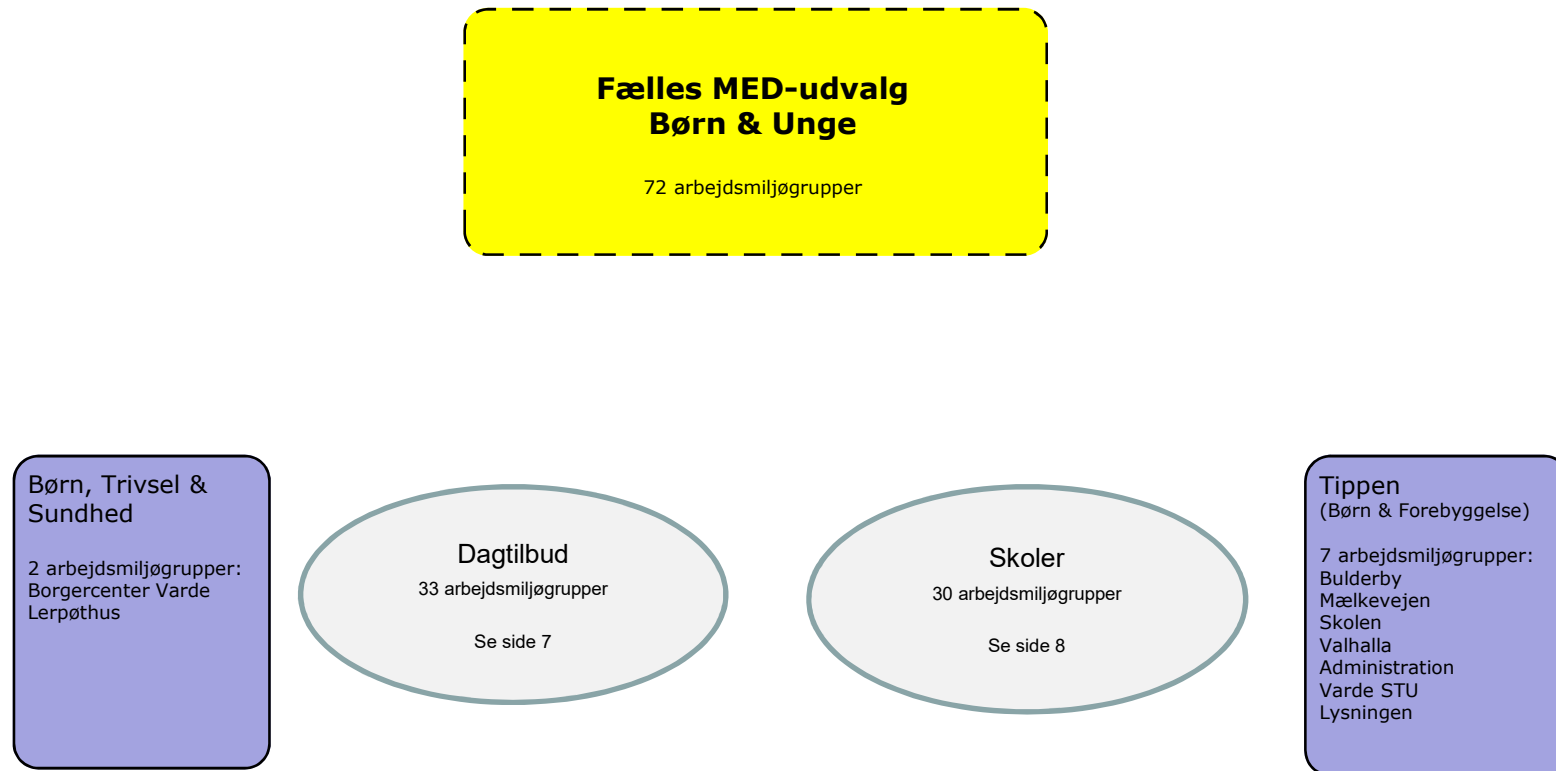 Fælles MED-udvalg
Børn & Unge
72 arbejdsmiljøgrupper
Børn, Trivsel &
Sundhed
2 arbejdsmiljøgrupper:
Borgercenter Varde
Lerpøthus
Dagtilbud
33 arbejdsmiljøgrupper
Se side 7
Skoler
30 arbejdsmiljøgrupper
Se side 8
Tippen
(Børn & Forebyggelse)
7 arbejdsmiljøgrupper:
Bulderby
Mælkevejen
Skolen
Valhalla
Administration
Varde STU
Lysningen